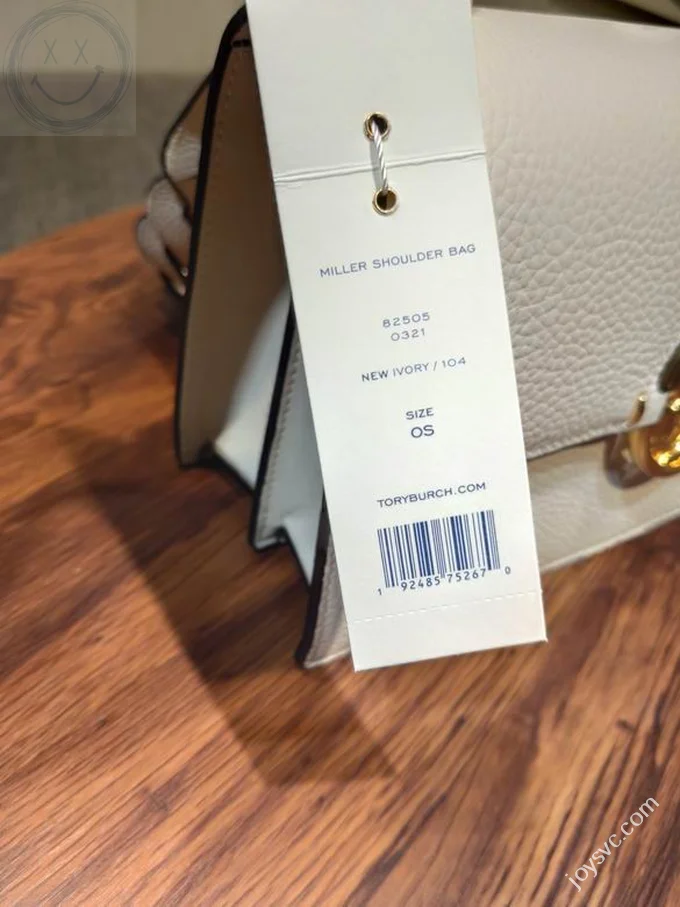 MILLER SHOULDER BAG
82505
0321
NEW IVORY / 104
SIZE
OS
TORYBURCH.COM
1 92485 75267 0
joysvc.com